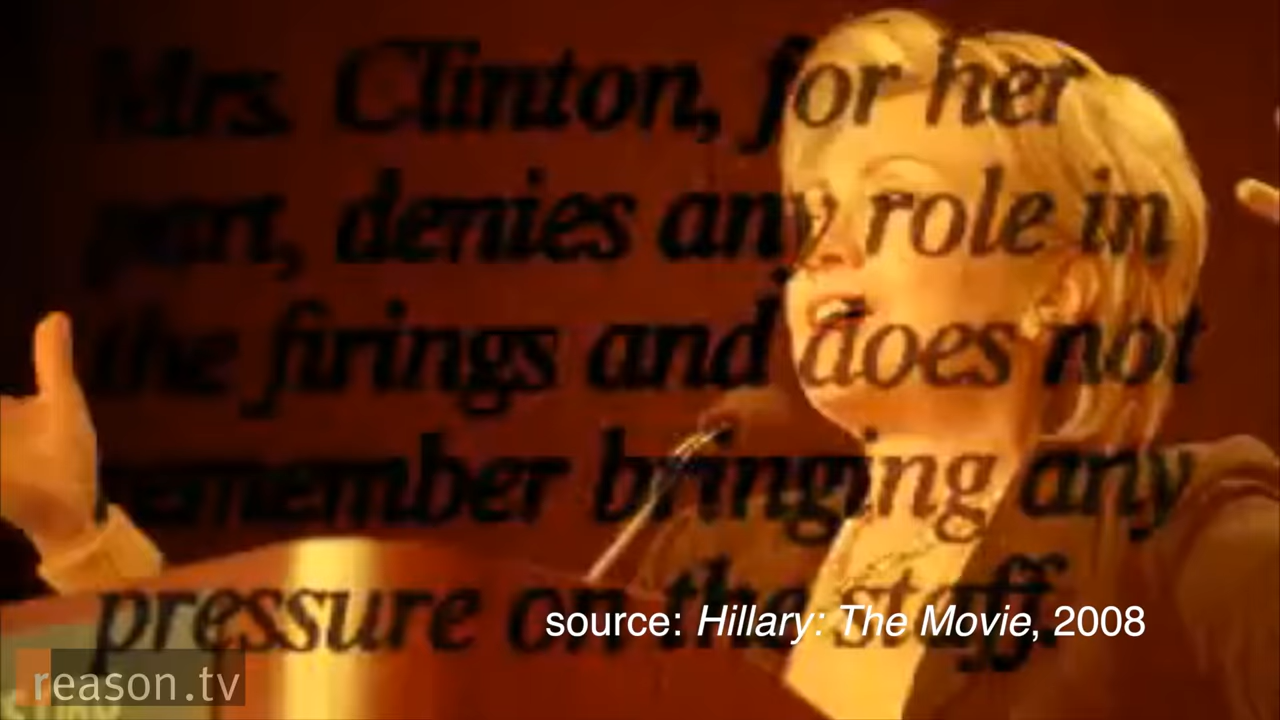 Mrs. Clinton, for her
part, denies any role in
the firings and does not
remember bringing any
pressure on the staff.
source: Hillary: The Movie, 2008
reason.tv